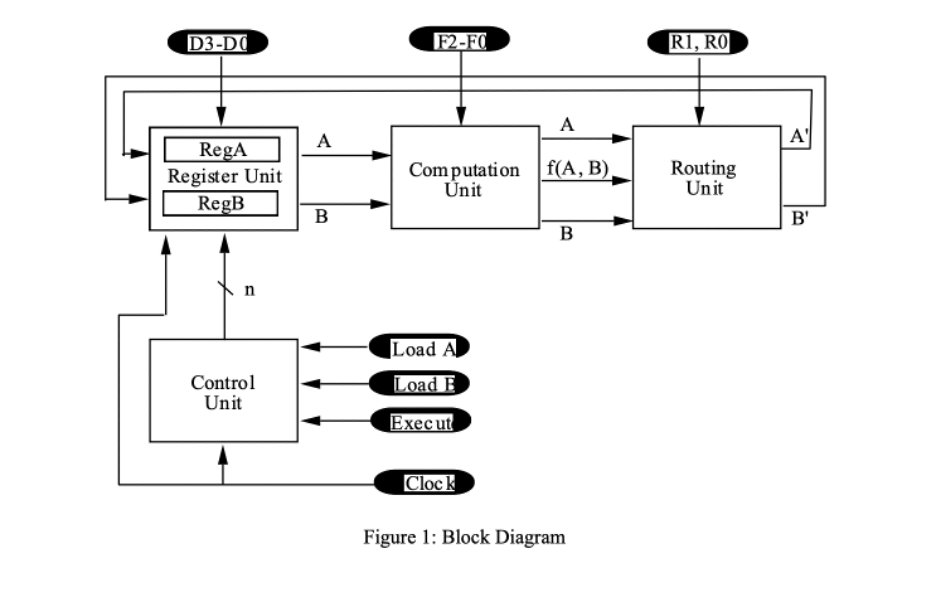 D3-D0
F2-F0
R1, R0
RegA
Register Unit
RegB
A
B
Computation
Unit
A
f(A, B)
B
Routing
Unit
A'
B'
n
Control
Unit
Load A
Load B
Execute
Clock
Figure 1: Block Diagram